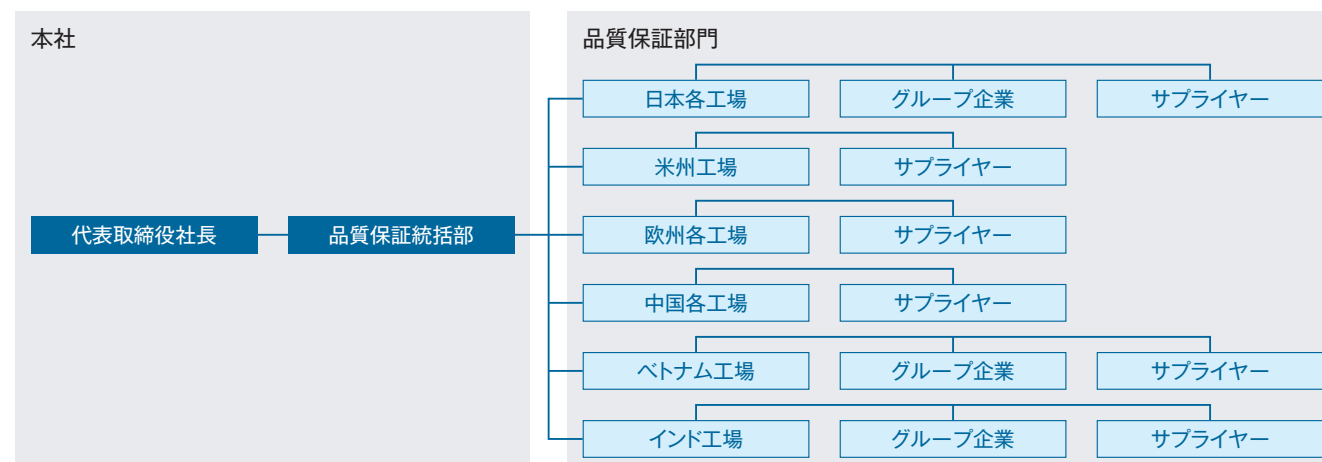 本社
品質保証部門
日本各工場 グループ企業 サプライヤー
米州工場 サプライヤー
代表取締役社長 品質保証統括部 欧州各工場 サプライヤー
中国各工場 サプライヤー
ベトナム工場 グループ企業 サプライヤー
インド工場 グループ企業 サプライヤー